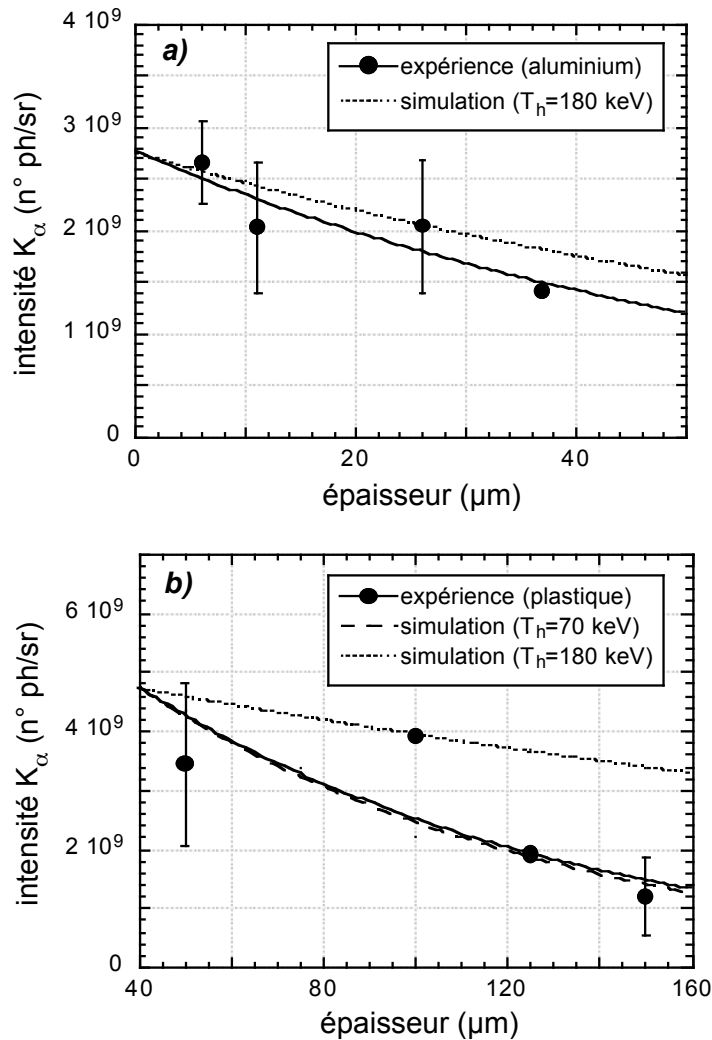 4 10⁹
a)
expérience (aluminium)
simulation (T_h=180 keV)
3 10⁹
2 10⁹
1 10⁹
0
intensité K_α (n° ph/sr)
0 20 40
épaisseur (µm)
b)
expérience (plastique)
simulation (T_h=70 keV)
simulation (T_h=180 keV)
6 10⁹
4 10⁹
2 10⁹
0
intensité K_α (n° ph/sr)
40 80 120 160
épaisseur (µm)